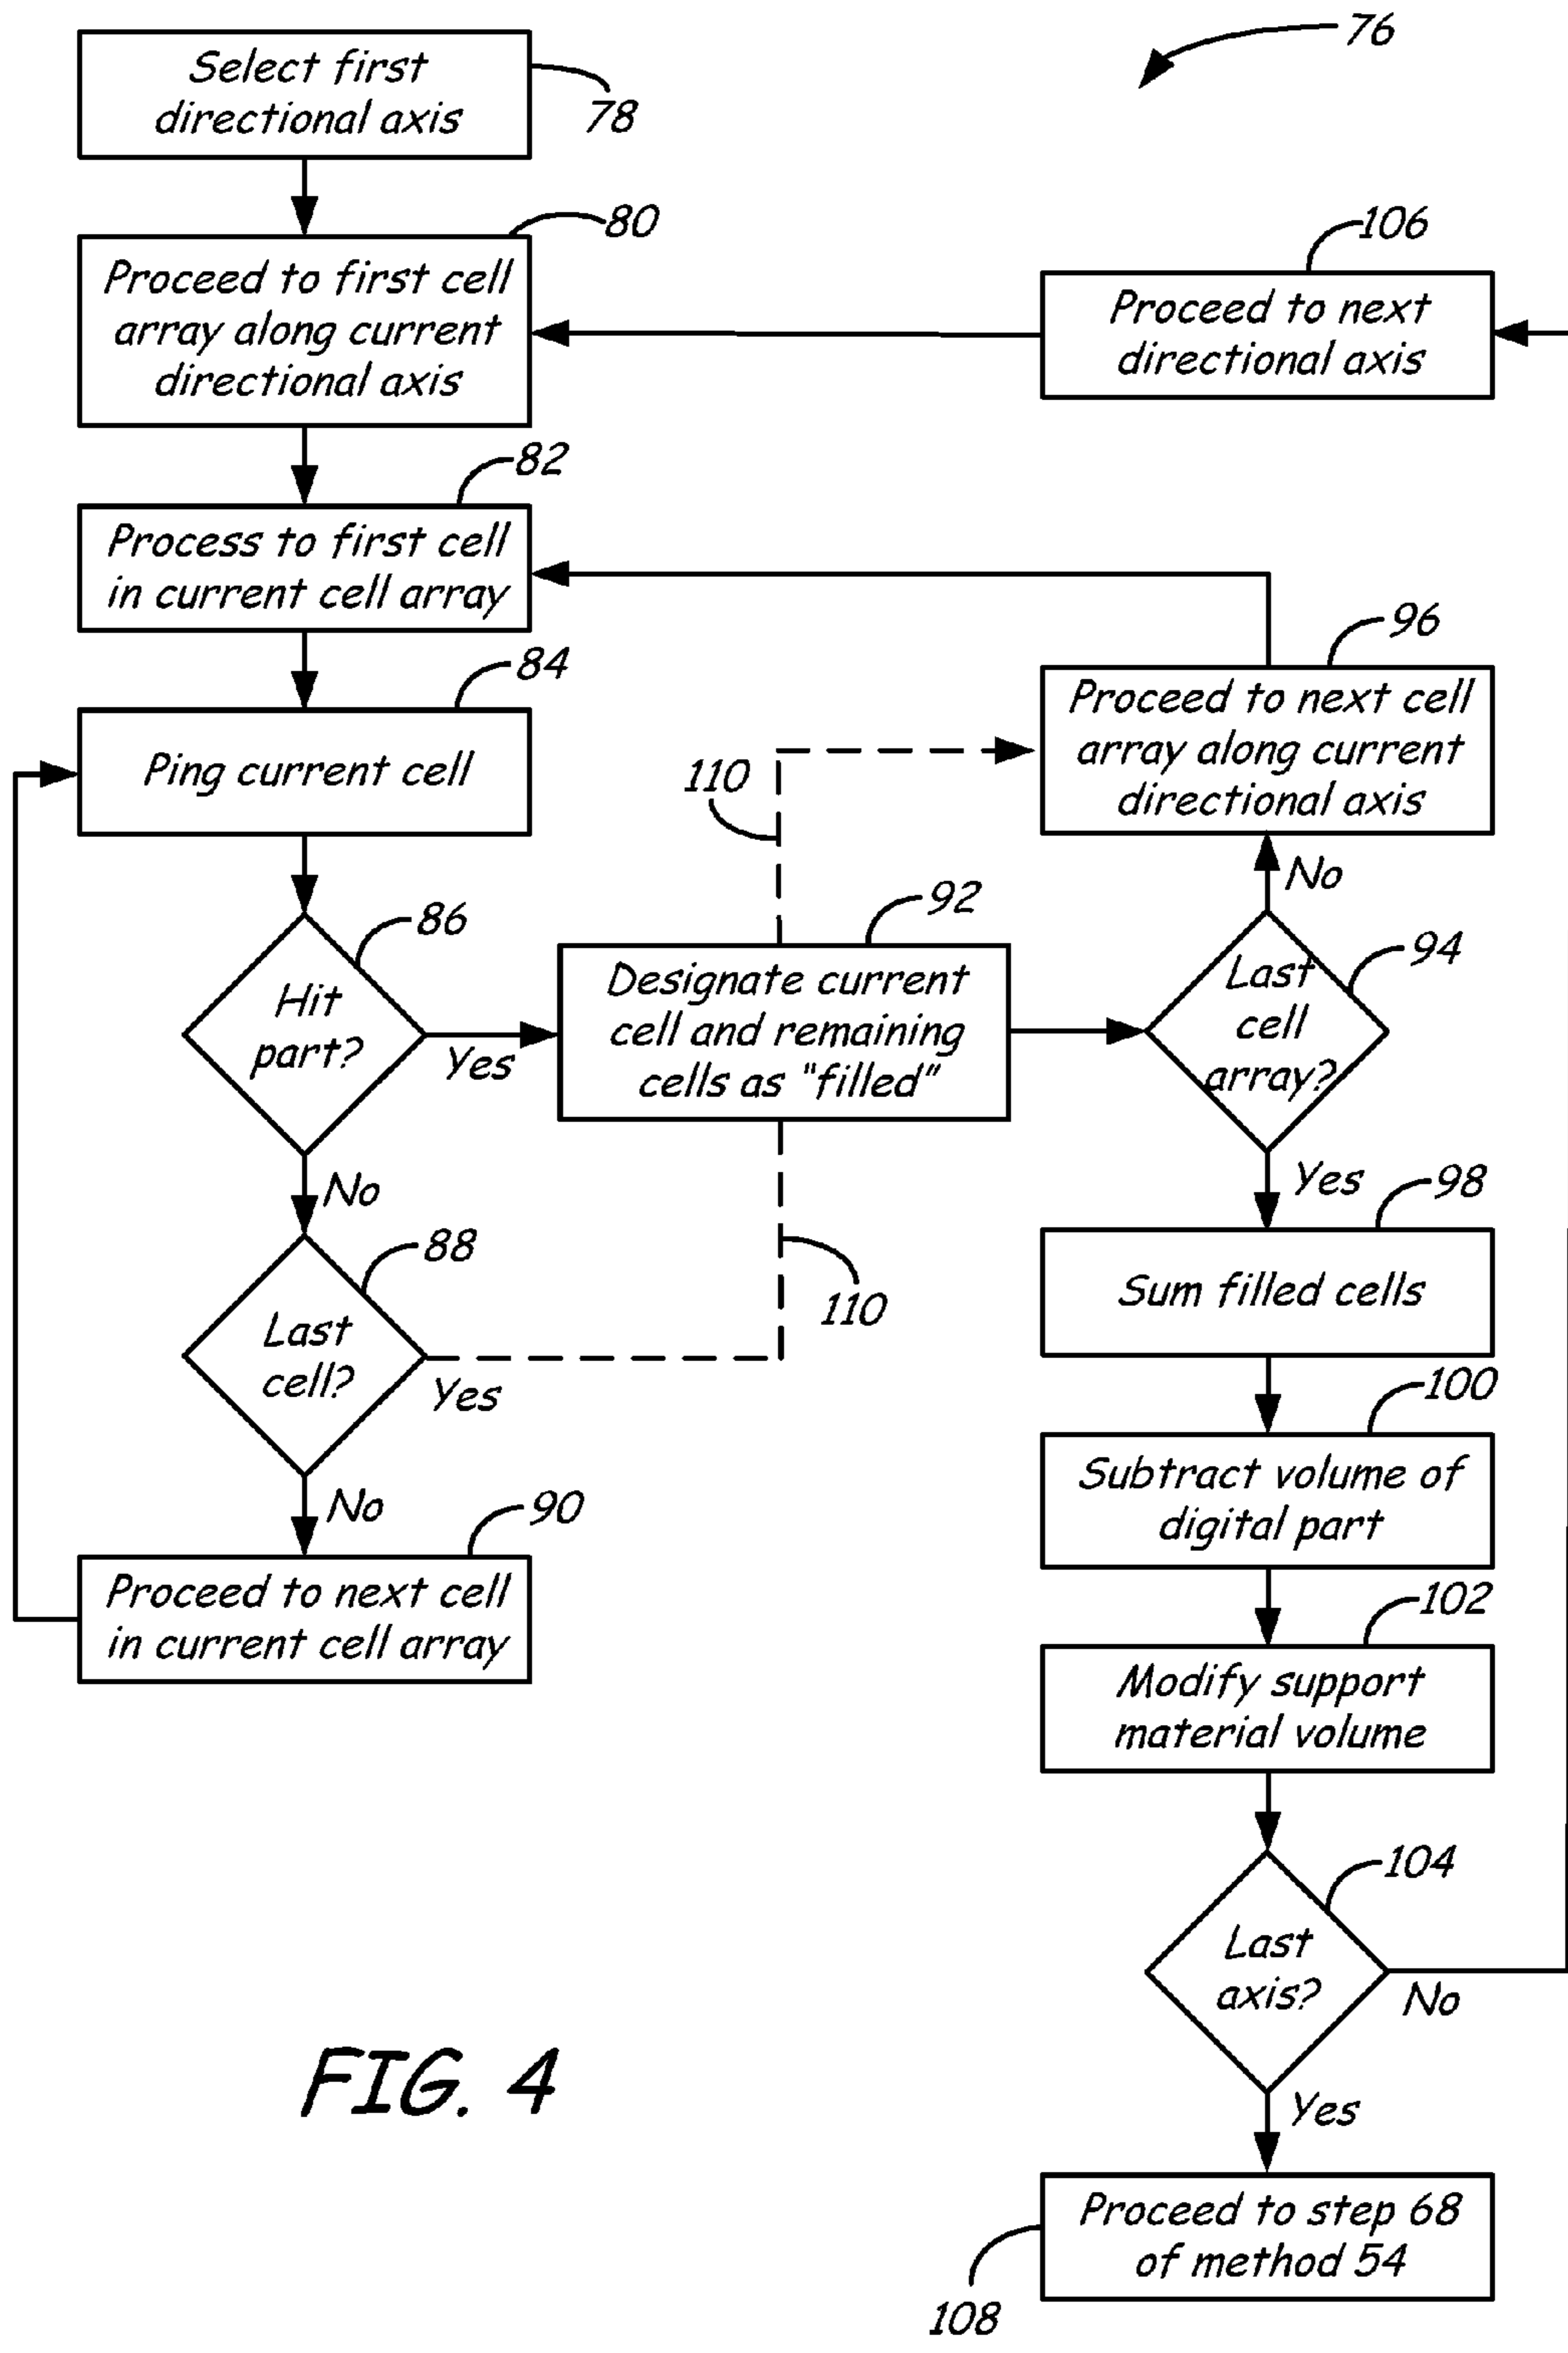 76
Select first
directional axis
78
80
Proceed to first cell
array along current
directional axis
106
Proceed to next
directional axis
82
Process to first cell
in current cell array
84
Ping current cell
96
Proceed to next cell
array along current
directional axis
110
No
86
Hit
part?
Yes
92
Designate current
cell and remaining
cells as "filled"
94
Last
cell
array?
Yes
No
88
Last
cell?
Yes
110
98
Sum filled cells
100
Subtract volume of
digital part
No
90
Proceed to next cell
in current cell array
102
Modify support
material volume
104
Last
axis?
No
Yes
FIG. 4
Proceed to step 68
of method 54
108